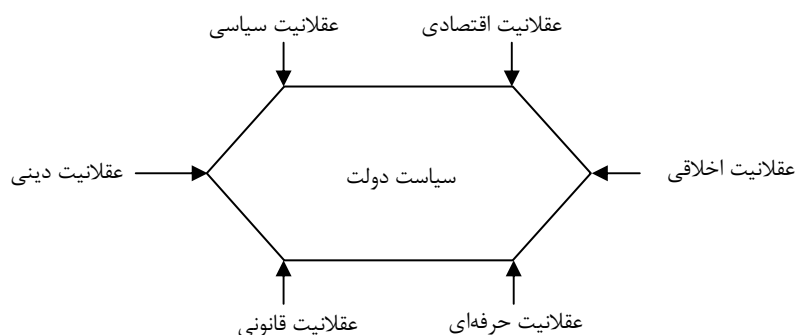 عقلانیت اقتصادی
عقلانیت سیاسی
عقلانیت اخلاقی
سیاست دولت
عقلانیت دینی
عقلانیت حرفه‌ای
عقلانیت قانونی